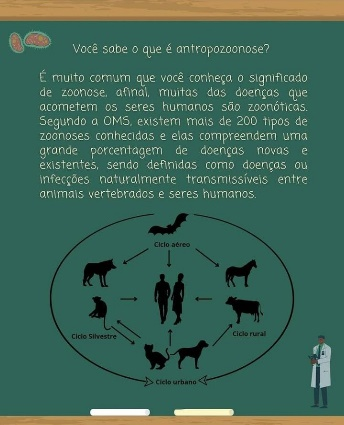 Você sabe o que é antropozoonose?
É muito comum que você conheça o significado
de zoonose, afinal, muitas das doenças que
acometem os seres humanos são zoonóticas.
Segundo a OMS, existem mais de 200 tipos de
zoonoses conhecidas e elas compreendem uma
grande porcentagem de doenças novas e
existentes, sendo definidas como doenças ou
infecções naturalmente transmissíveis entre
animais vertebrados e seres humanos.
Ciclo aéreo
Ciclo Silvestre
Ciclo rural
Ciclo urbano